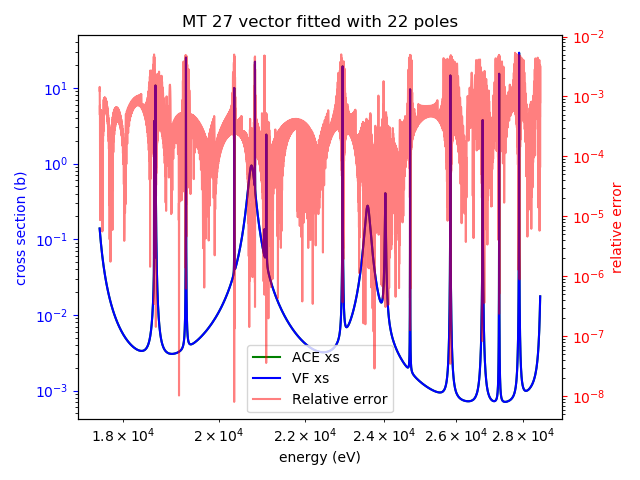 MT 27 vector fitted with 22 poles
cross section (b)
10¹
10⁰
10⁻¹
10⁻²
10⁻³
10⁻²
10⁻³
10⁻⁴
10⁻⁵
10⁻⁶
10⁻⁷
10⁻⁸
relative error
ACE xs
VF xs
Relative error
1.8 × 10⁴ 2 × 10⁴ 2.2 × 10⁴ 2.4 × 10⁴ 2.6 × 10⁴ 2.8 × 10⁴
energy (eV)